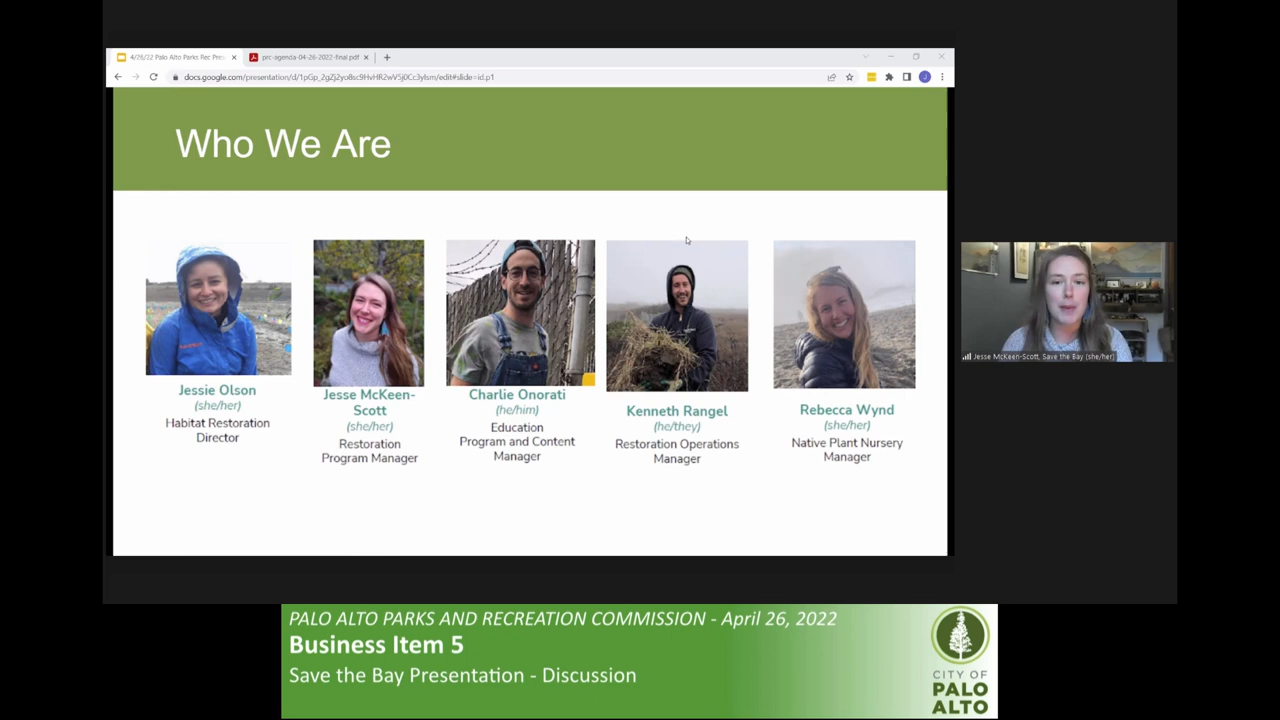 4/26/22 Palo Alto Parks Rec Pres
prc-agenda-04-26-2022-final.pdf
Who We Are
Jessie Olson
(she/her)
Habitat Restoration
Director
Jesse McKeen-
Scott
(she/her)
Restoration
Program Manager
Charlie Onorati
(he/him)
Education
Program and Content
Manager
Kenneth Rangel
(he/they)
Restoration Operations
Manager
Rebecca Wynd
(she/her)
Native Plant Nursery
Manager
Jesse McKeen-Scott, Save the Bay (she/her)
PALO ALTO PARKS AND RECREATION COMMISSION - April 26, 2022
Business Item 5
Save the Bay Presentation - Discussion
CITY OF
PALO
ALTO